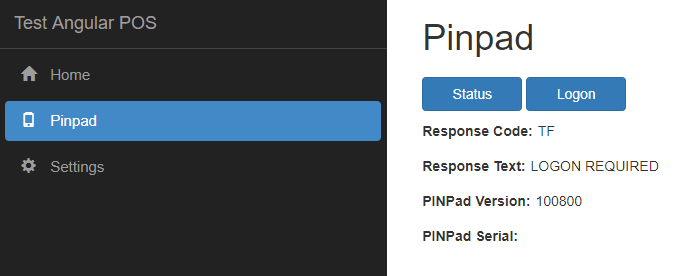 Test Angular POS
Home
Pinpad
Settings
Pinpad
Status Logon
Response Code: TF
Response Text: LOGON REQUIRED
PINPad Version: 100800
PINPad Serial: